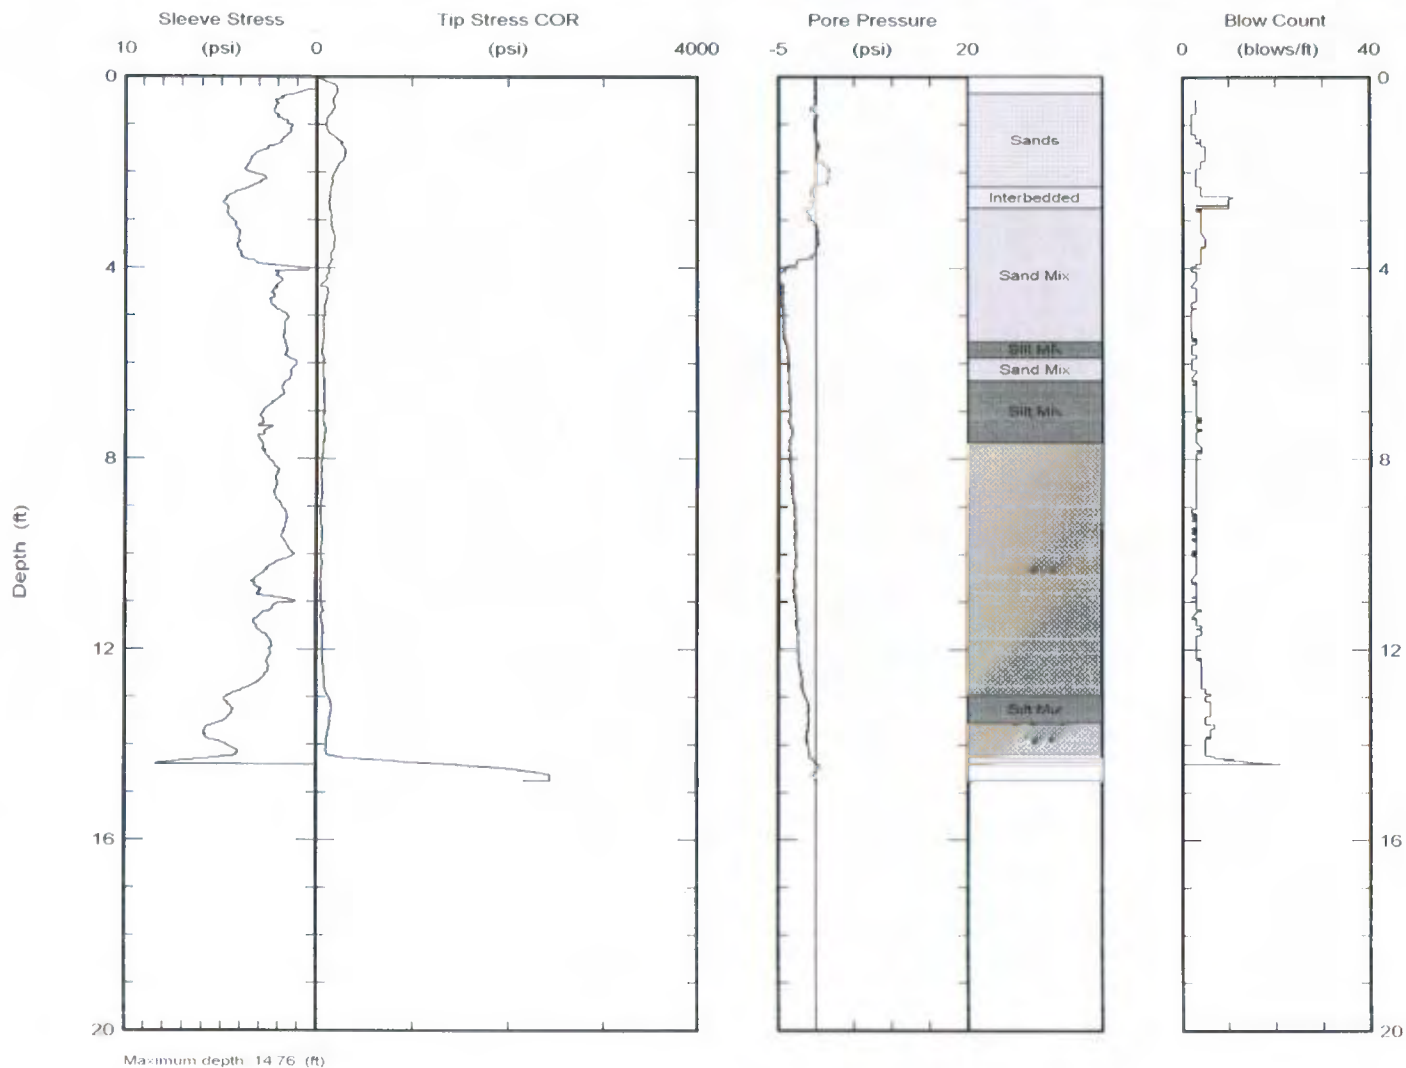 Sleeve Stress Tip Stress COR Pore Pressure Blow Count
10 (psi) 0 (psi) 4000 -5 (psi) 20 0 (blows/ft) 40
0 0
Sands
Interbedded
4 Sand Mix 4
Silt Mix
Sand Mix
Silt Mix
8 8
Depth (ft)
12 12
Silt Mix
16 16
20 20
Maximum depth: 14.76 (ft)